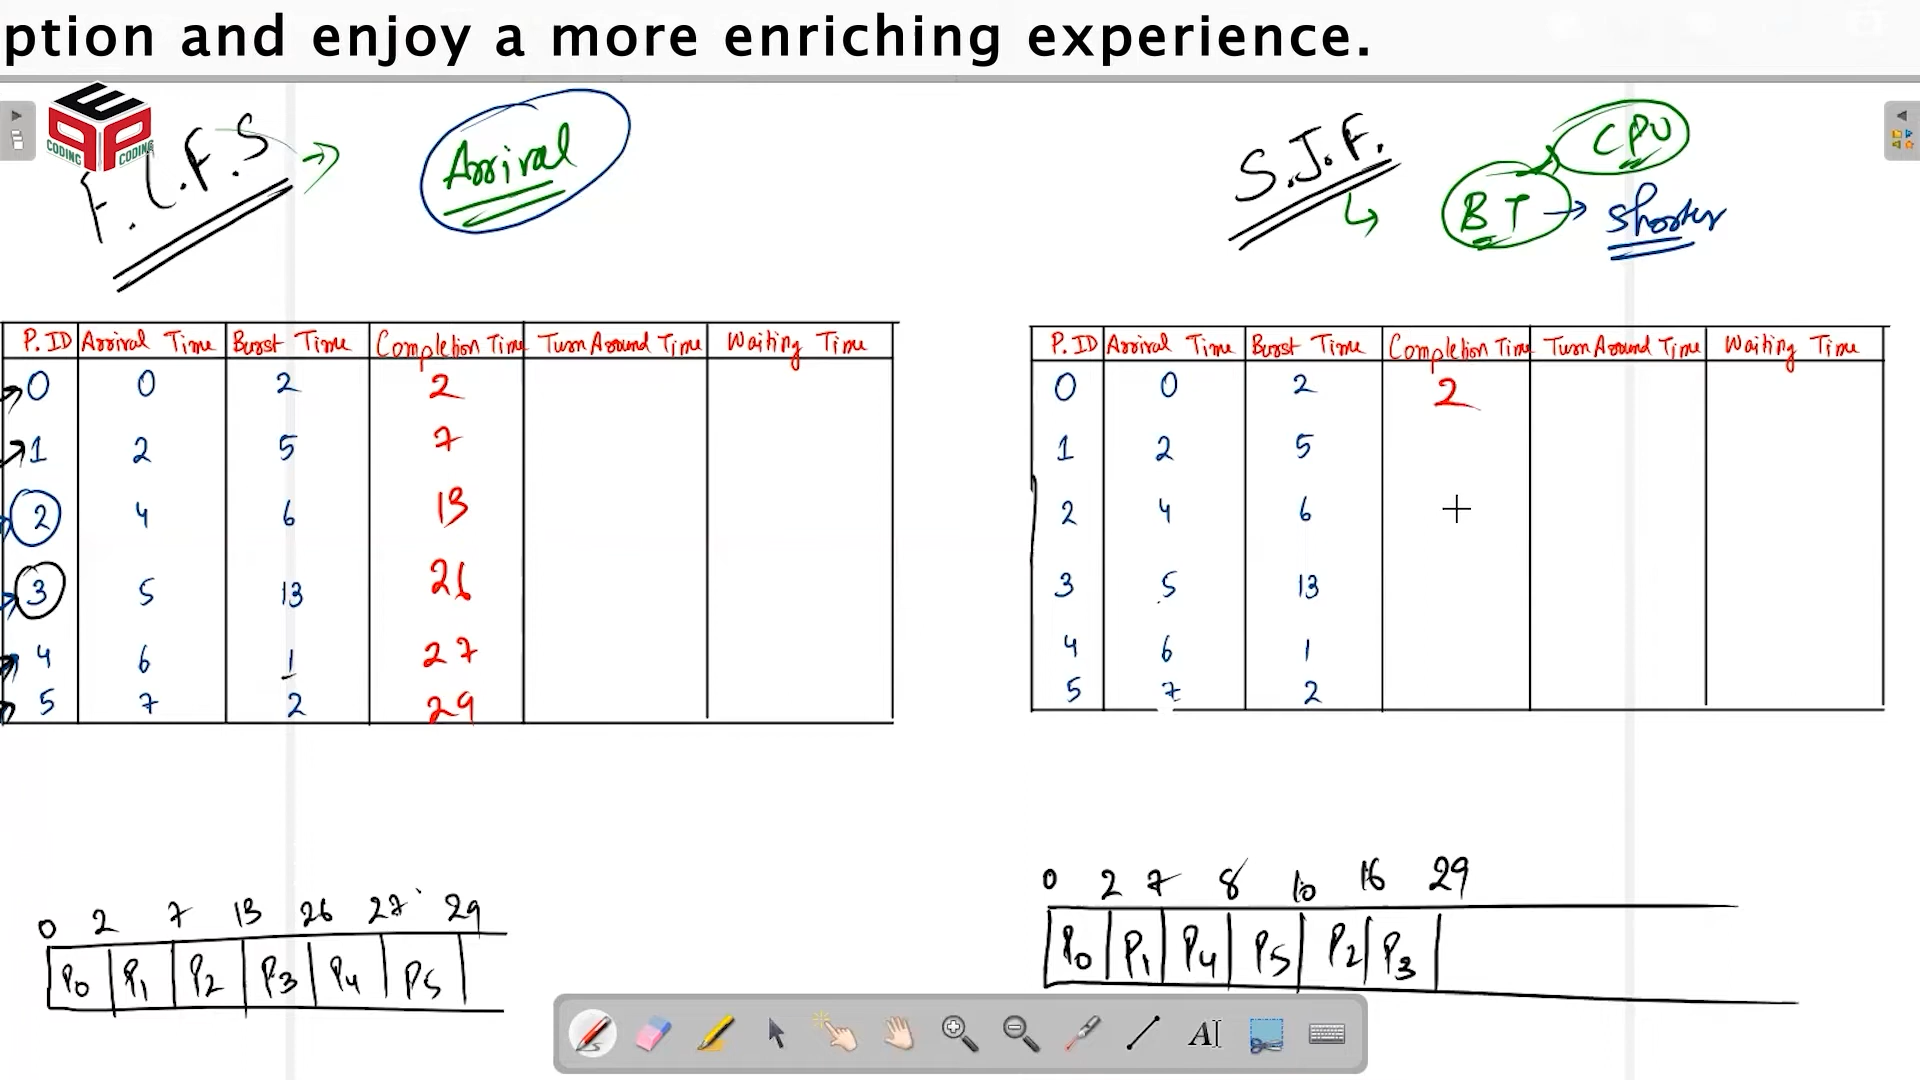 ption and enjoy a more enriching experience.
CODING CODING
F.C.F.S → Arrival
S.J.F. ↳ BT → Shorter
CPU
P.ID Arrival Time Burst Time Completion Time Turn Around Time Waiting Time
0 0 2 2
1 2 5 7
2 4 6 13
3 5 13 26
4 6 1 27
5 7 2 29
P.ID Arrival Time Burst Time Completion Time Turn Around Time Waiting Time
0 0 2 2
1 2 5
2 4 6
3 5 13
4 6 1
5 7 2
0 2 7 13 26 27 29
P0 P1 P2 P3 P4 P5
0 2 7 8 10 16 29
P0 P1 P4 P5 P2 P3
AI